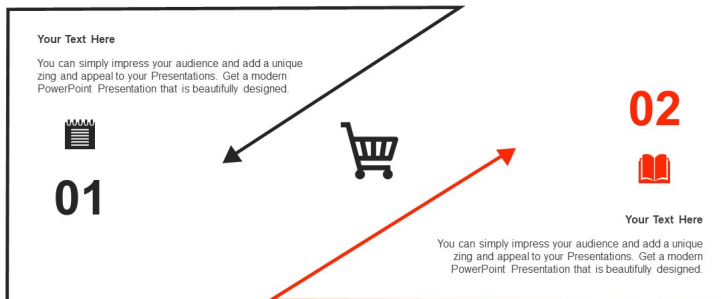 Your Text Here
You can simply impress your audience and add a unique
zing and appeal to your Presentations. Get a modern
PowerPoint Presentation that is beautifully designed.
01
02
Your Text Here
You can simply impress your audience and add a unique
zing and appeal to your Presentations. Get a modern
PowerPoint Presentation that is beautifully designed.